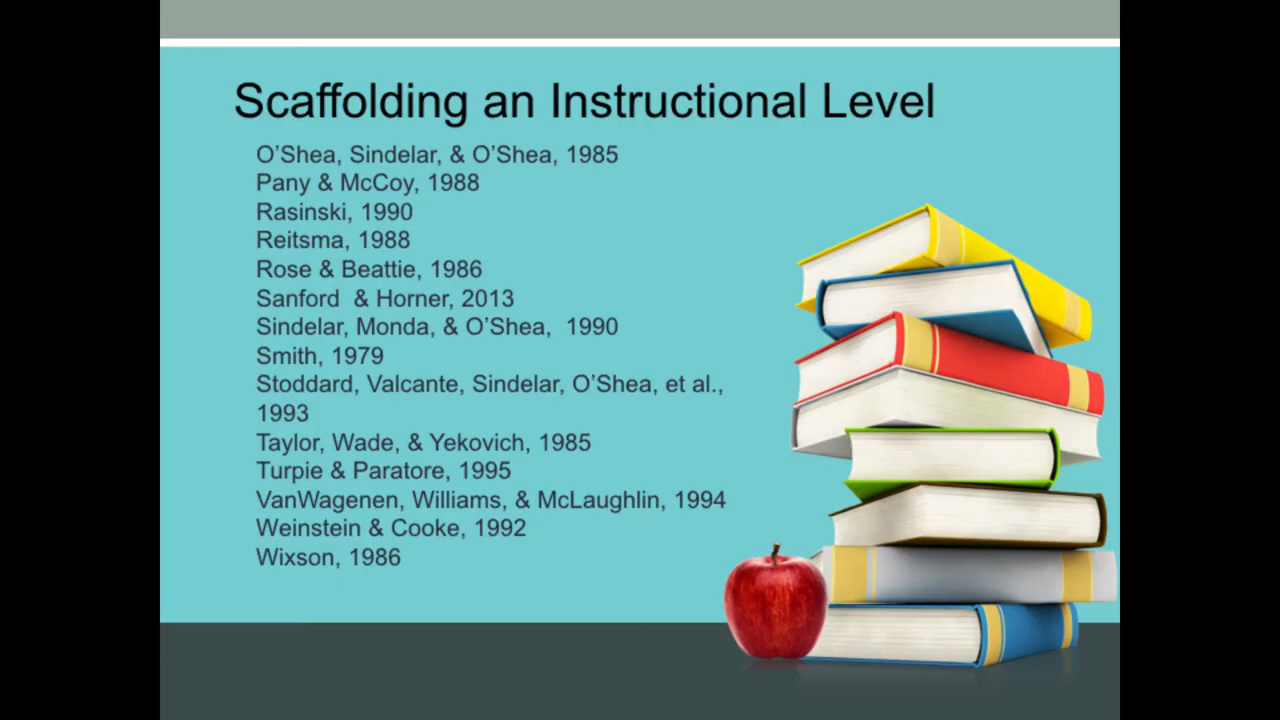 Scaffolding an Instructional Level
O’Shea, Sindelar, & O’Shea, 1985
Pany & McCoy, 1988
Rasinski, 1990
Reitsma, 1988
Rose & Beattie, 1986
Sanford  & Horner, 2013
Sindelar, Monda, & O’Shea,  1990
Smith, 1979
Stoddard, Valcante, Sindelar, O’Shea, et al.,
1993
Taylor, Wade, & Yekovich, 1985
Turpie & Paratore, 1995
VanWagenen, Williams, & McLaughlin, 1994
Weinstein & Cooke, 1992
Wixson, 1986